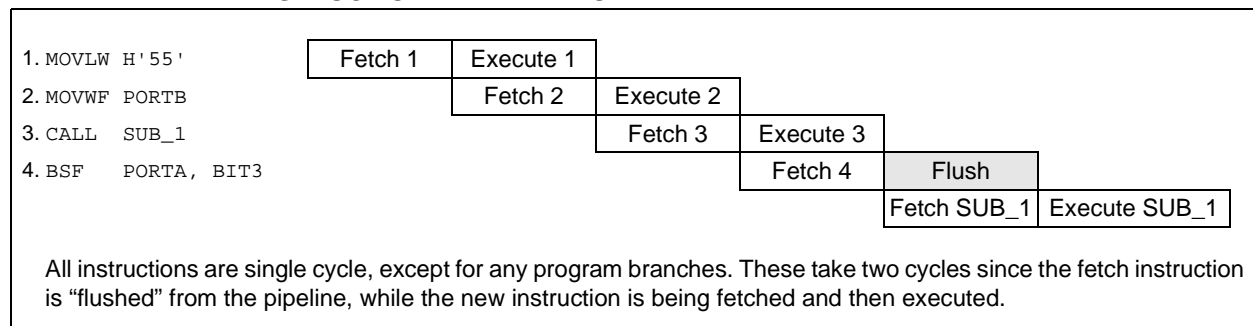 1. MOVLW H'55' Fetch 1 Execute 1
2. MOVWF PORTB Fetch 2 Execute 2
3. CALL SUB_1 Fetch 3 Execute 3
4. BSF PORTA, BIT3 Fetch 4 Flush
Fetch SUB_1 Execute SUB_1
All instructions are single cycle, except for any program branches. These take two cycles since the fetch instruction
is “flushed” from the pipeline, while the new instruction is being fetched and then executed.